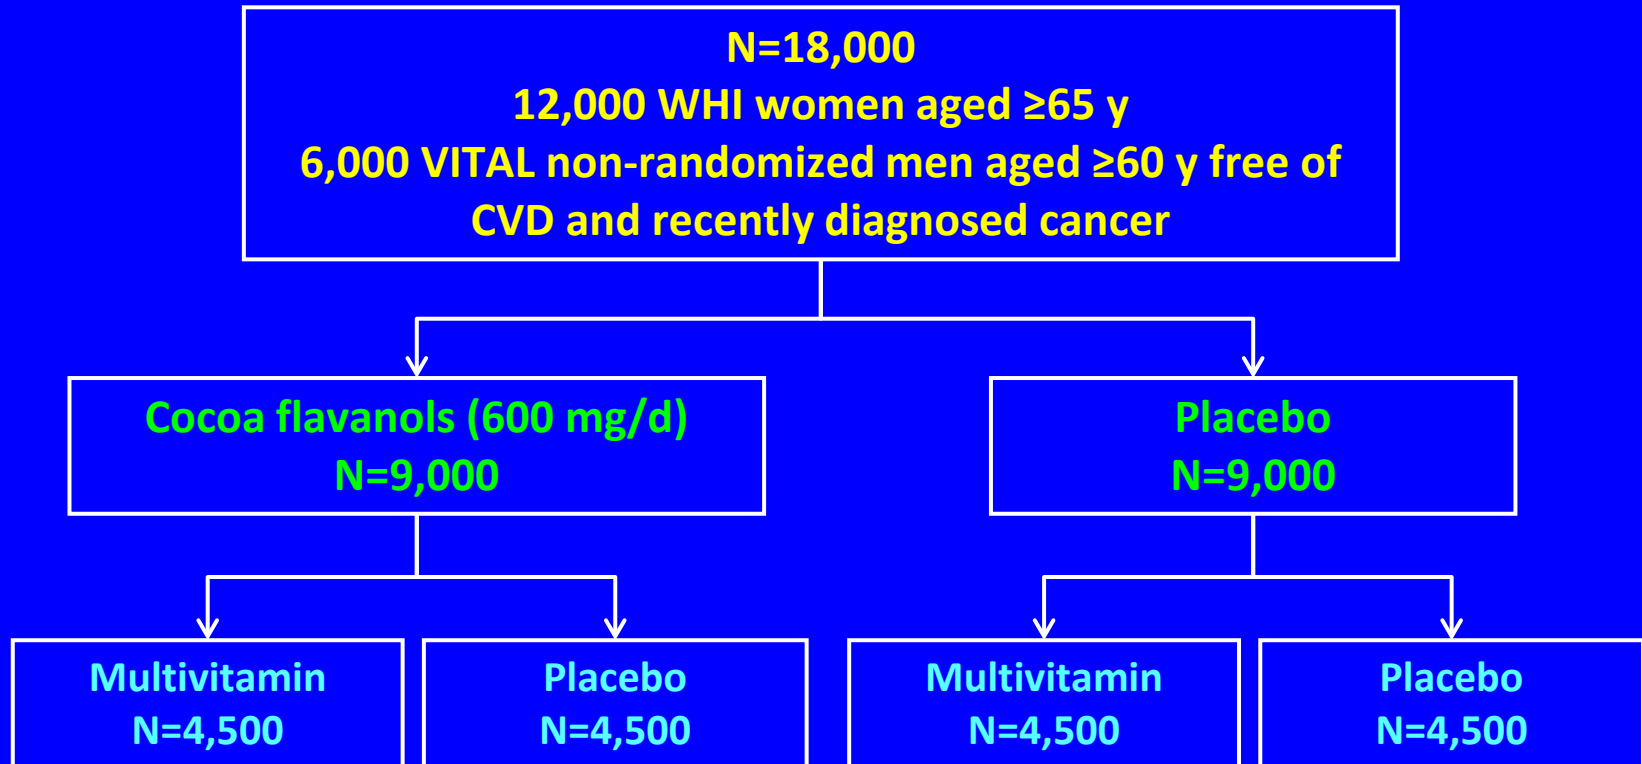 N=18,000
12,000 WHI women aged ≥65 y
6,000 VITAL non-randomized men aged ≥60 y free of
CVD and recently diagnosed cancer
Cocoa flavanols (600 mg/d)
N=9,000
Placebo
N=9,000
Multivitamin
N=4,500
Placebo
N=4,500
Multivitamin
N=4,500
Placebo
N=4,500